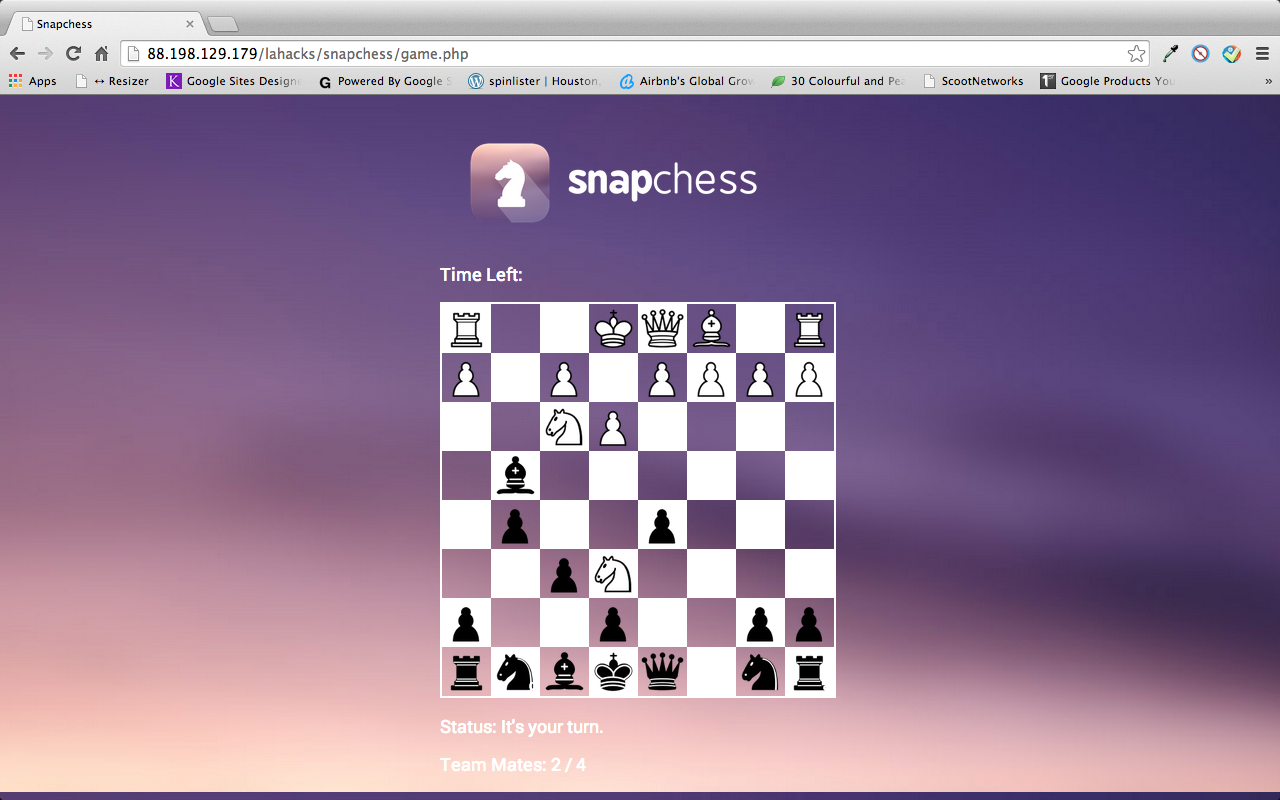 Snapchess
88.198.129.179/lahacks/snapchess/game.php
Apps
↔ Resizer
Google Sites Designe
Powered By Google S
spinlister | Houston,
Airbnb's Global Grow
30 Colourful and Pea
ScootNetworks
Google Products You
»
snapchess
Time Left:
Status: It's your turn.
Team Mates: 2 / 4